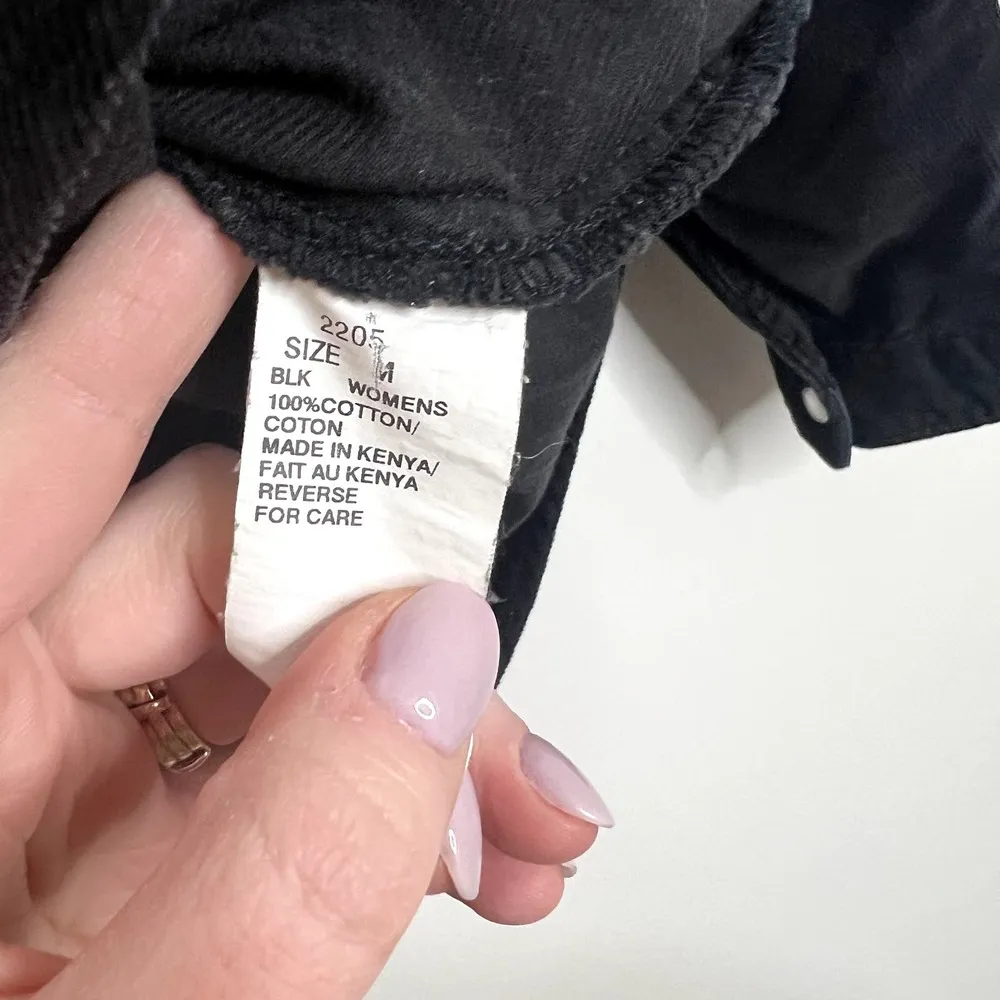 2205
SIZE M
BLK WOMENS
100%COTTON/
COTON
MADE IN KENYA/
FAIT AU KENYA
REVERSE
FOR CARE